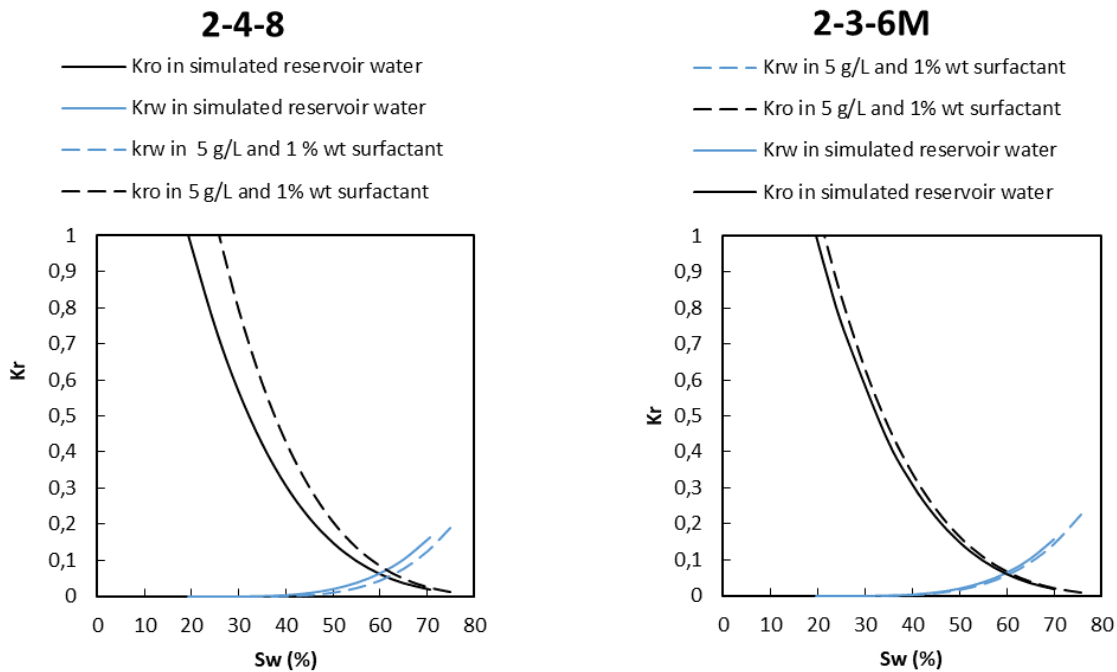 2-4-8
Kro in simulated reservoir water
Krw in simulated reservoir water
krw in 5 g/L and 1 % wt surfactant
kro in 5 g/L and 1% wt surfactant
1
0,9
0,8
0,7
0,6
0,5
0,4
0,3
0,2
0,1
0
Kr
0 10 20 30 40 50 60 70 80
Sw (%)
2-3-6M
Krw in 5 g/L and 1% wt surfactant
Kro in 5 g/L and 1% wt surfactant
Krw in simulated reservoir water
Kro in simulated reservoir water
1
0,9
0,8
0,7
0,6
0,5
0,4
0,3
0,2
0,1
0
Kr
0 10 20 30 40 50 60 70 80
Sw (%)